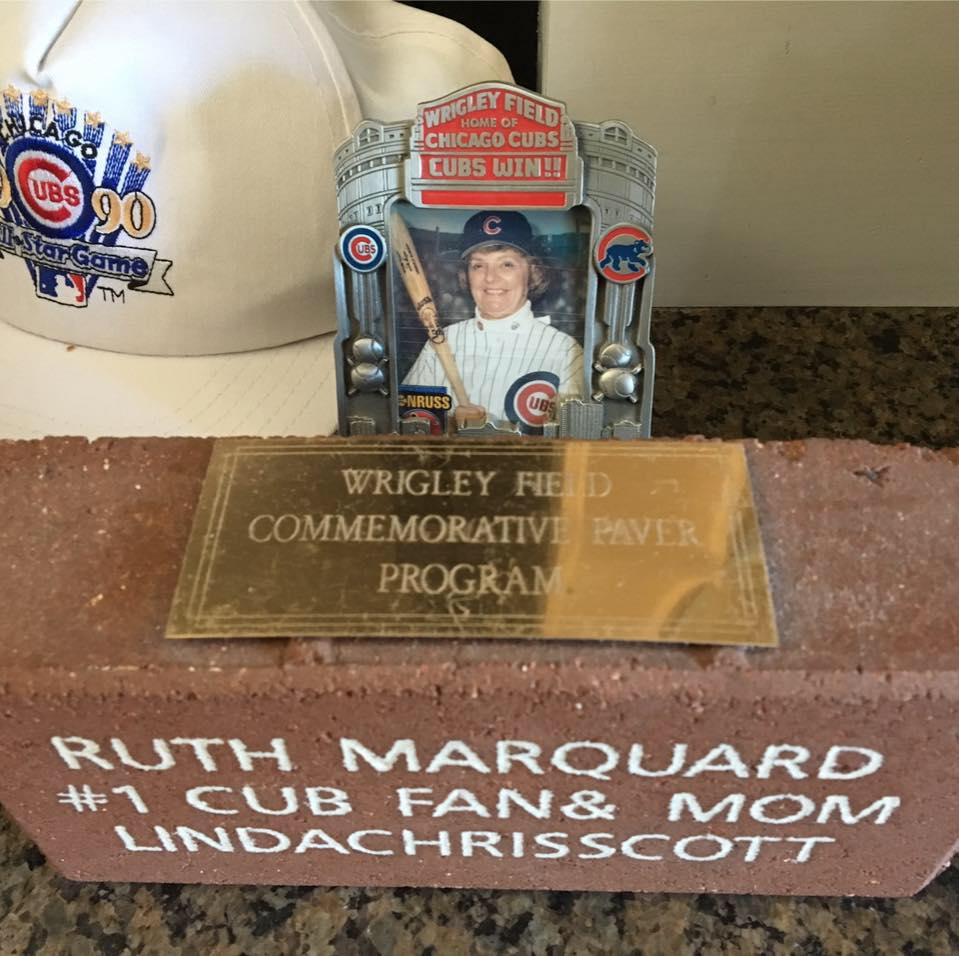 CHICAGO
CUBS
90
All-Star Game
TM
WRIGLEY FIELD
HOME OF
CHICAGO CUBS
CUBS WIN!!
CUBS
C
NRUSS
CUBS
WRIGLEY FIELD
COMMEMORATIVE PAVER
PROGRAM
RUTH MARQUARD
#1 CUB FAN& MOM
LINDACHRISSCOTT